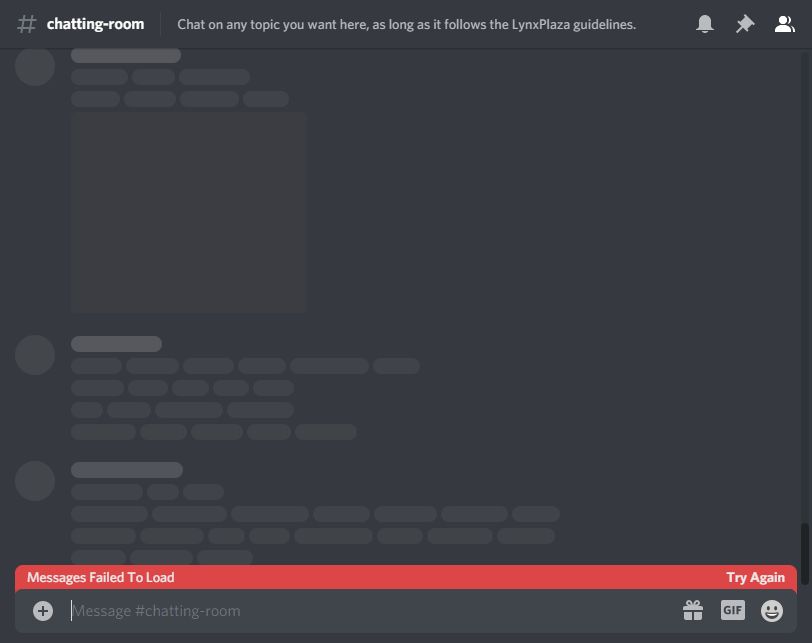 # chatting-room
Chat on any topic you want here, as long as it follows the LynxPlaza guidelines.
Messages Failed To Load
Try Again
Message #chatting-room
GIF